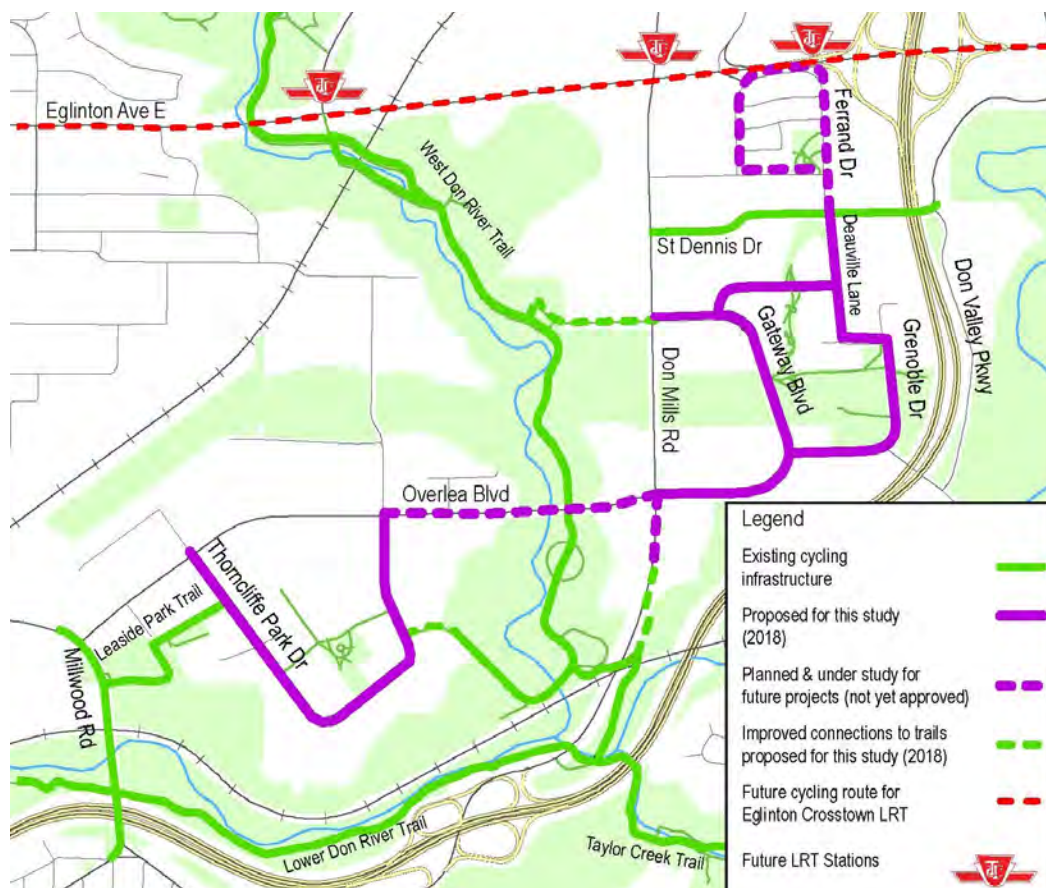 Eglinton Ave E
West Don River Trail
Ferrand Dr
St Dennis Dr
Deauville Lane
Gateway Blvd
Grenoble Dr
Don Valley Pkwy
Don Mills Rd
Overlea Blvd
Thorncliffe Park Dr
Leaside Park Trail
Millwood Rd
Lower Don River Trail
Taylor Creek Trail
Legend
Existing cycling
infrastructure
Proposed for this study
(2018)
Planned & under study for
future projects (not yet approved)
Improved connections to trails
proposed for this study (2018)
Future cycling route for
Eglinton Crosstown LRT
Future LRT Stations